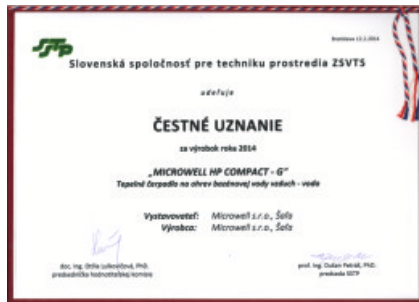 Bratislava 12.2.2014
SSTP
Slovenská spoločnosť pre techniku prostredia ZSVTS
udeľuje
ČESTNÉ UZNANIE
za výrobok roka 2014
„MICROWELL HP COMPACT - G"
Tepelné čerpadlo na ohrev bazénovej vody vzduch - voda
Vystavovateľ: Microwell s.r.o., Šaľa
Výrobca: Microwell s.r.o., Šaľa
doc. Ing. Otília Lulkovičová, PhD.
predsedníčka hodnotiteľskej komisie
prof. Ing. Dušan Petráš, PhD.
predseda SSTP